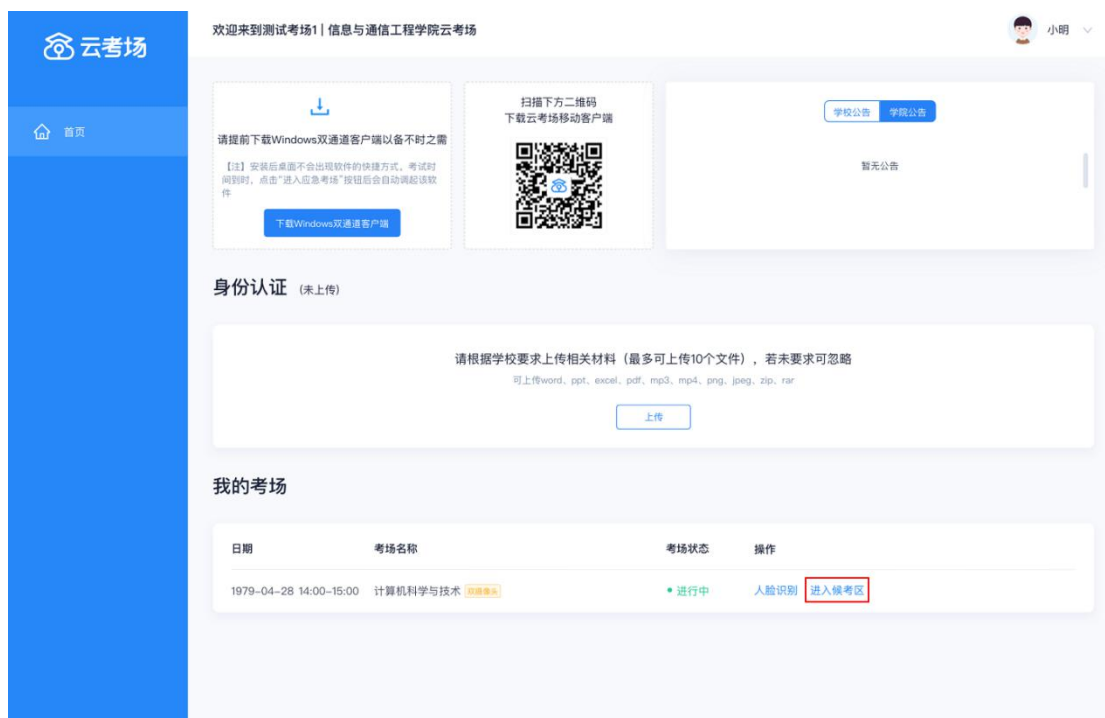 云考场
欢迎来到测试考场1 | 信息与通信工程学院云考场
小明
首页
请提前下载Windows双通道客户端以备不时之需
【注】安装后桌面不会出现软件的快捷方式，考试时
间到时，点击“进入应急考场”按钮后会自动调起该软
件
下载Windows双通道客户端
扫描下方二维码
下载云考场移动客户端
学校公告 学院公告
暂无公告
身份认证 (未上传)
请根据学校要求上传相关材料（最多可上传10个文件），若未要求可忽略
可上传word、ppt、excel、pdf、mp3、mp4、png、jpeg、zip、rar
上传
我的考场
日期 考场名称 考场状态 操作
1979-04-28 14:00-15:00 计算机科学与技术 双摄像头 进行中 人脸识别 进入候考区